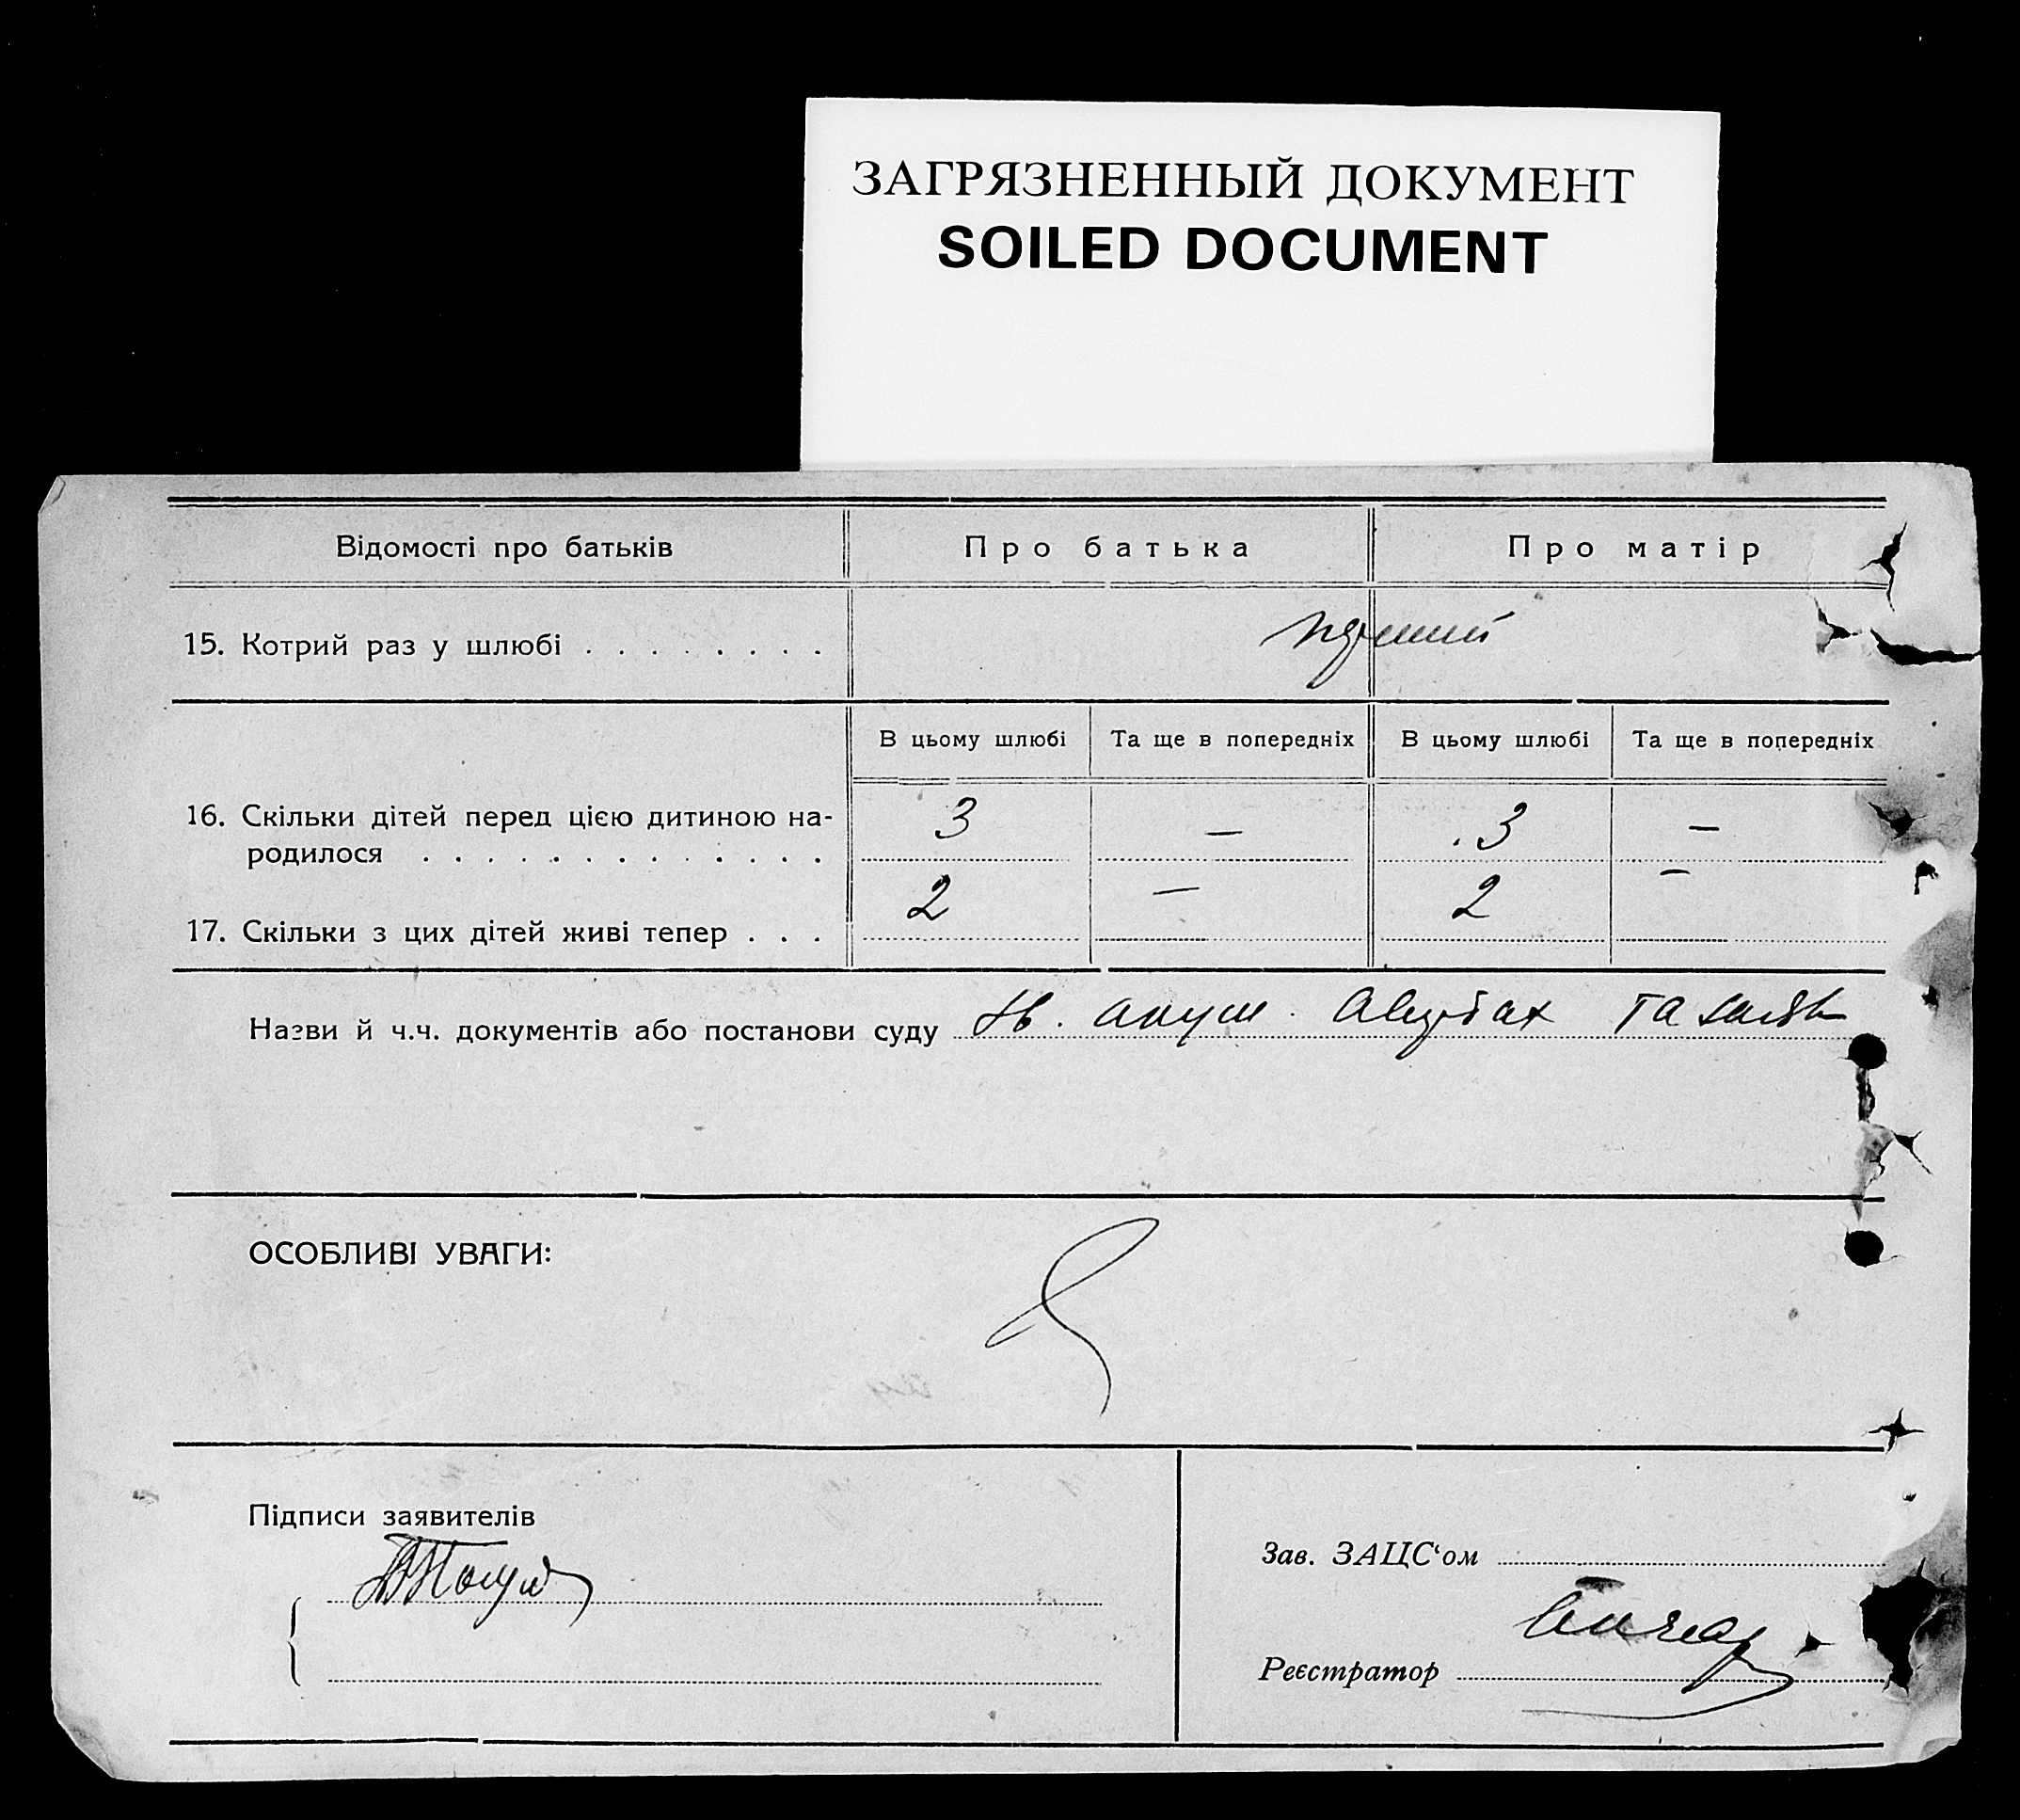 ЗАГРЯЗНЕННЫЙ ДОКУМЕНТ
SOILED DOCUMENT
Відомості про батьків Про батька Про матір
15. Котрий раз у шлюбі . . . . . . . .
В цьому шлюбі Та ще в попередніх В цьому шлюбі Та ще в попередніх
16. Скільки дітей перед цією дитиною на-
родилося . . . . . . . . . . . . . 3 — 3 —
17. Скільки з цих дітей живі тепер . . . 2 — 2 —
Назви й ч.ч. документів або постанови суду
ОСОБЛИВІ УВАГИ:
Підписи заявителів
Зав. ЗАЦС‘ом
Реєстратор